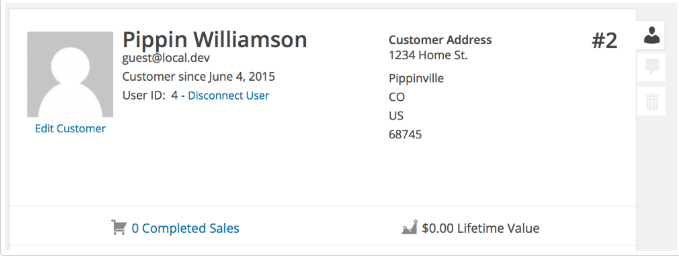 Pippin Williamson
guest@local.dev
Customer since June 4, 2015
User ID: 4 - Disconnect User
Edit Customer
Customer Address
1234 Home St.
Pippinville
CO
US
68745
#2
0 Completed Sales
$0.00 Lifetime Value